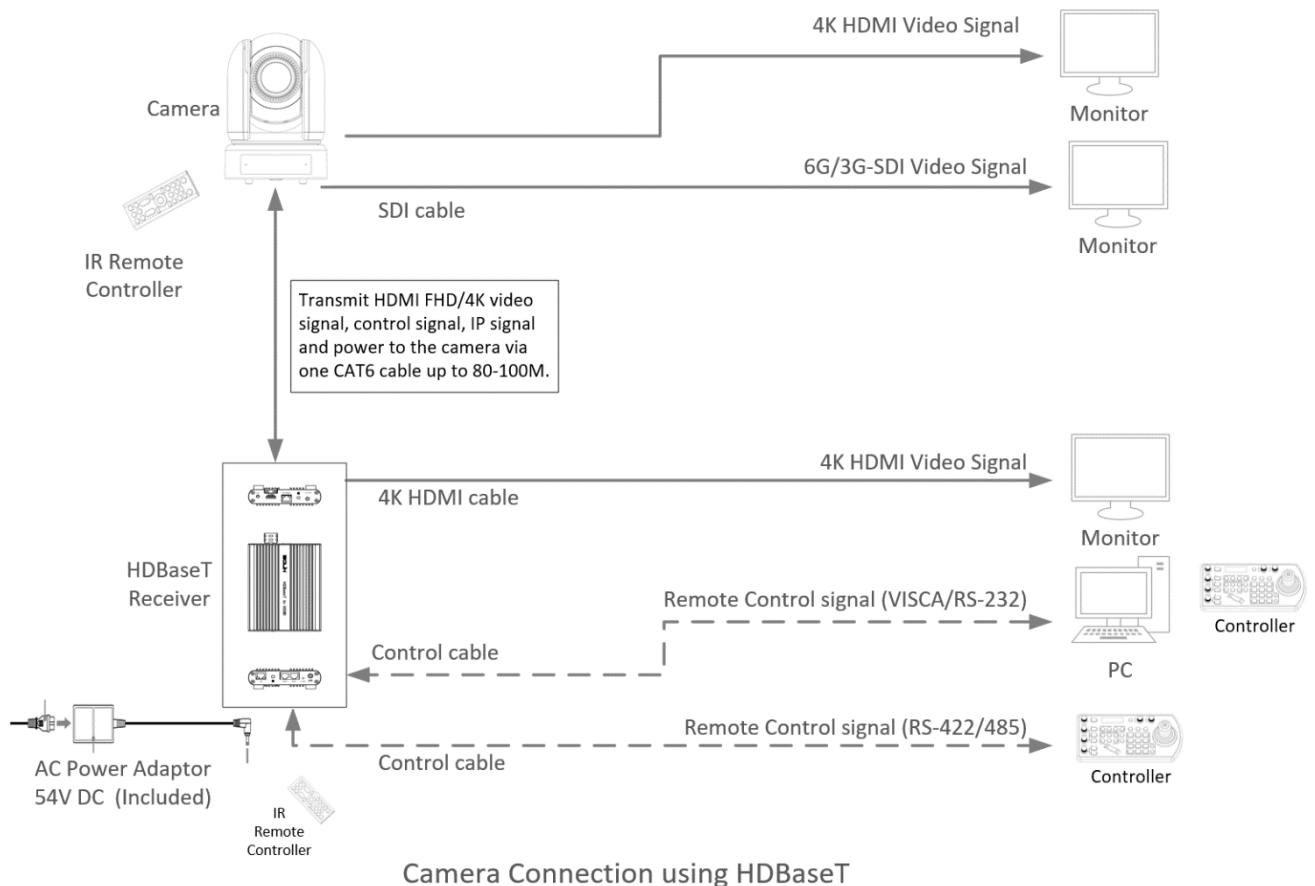 4K HDMI Video Signal
Camera
Monitor
6G/3G-SDI Video Signal
SDI cable
Monitor
IR Remote
Controller
Transmit HDMI FHD/4K video
signal, control signal, IP signal
and power to the camera via
one CAT6 cable up to 80-100M.
4K HDMI Video Signal
4K HDMI cable
Monitor
HDBaseT
Receiver
Remote Control signal (VISCA/RS-232)
Controller
Control cable
PC
Remote Control signal (RS-422/485)
Control cable
Controller
AC Power Adaptor
54V DC (Included)
IR
Remote
Controller
Camera Connection using HDBaseT